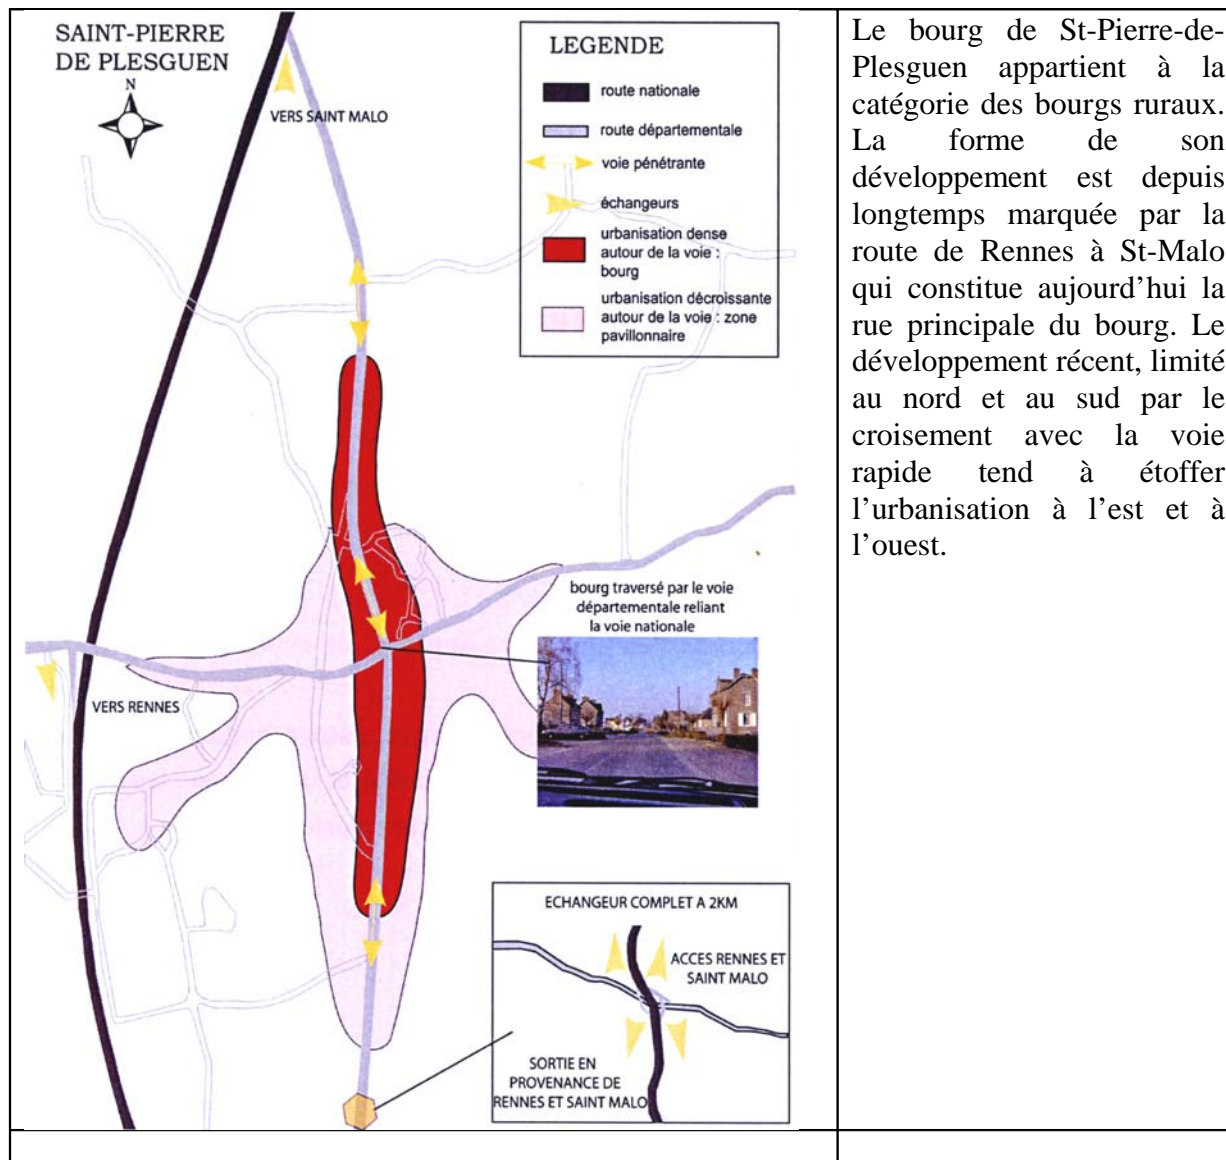 SAINT-PIERRE
DE PLESGUEN
N
VERS SAINT MALO
LEGENDE
route nationale
route départementale
voie pénétrante
échangeurs
urbanisation dense
autour de la voie :
bourg
urbanisation décroissante
autour de la voie : zone
pavillonnaire
bourg traversé par le voie
départementale reliant
la voie nationale
VERS RENNES
ECHANGEUR COMPLET A 2KM
ACCES RENNES ET
SAINT MALO
SORTIE EN
PROVENANCE DE
RENNES ET SAINT MALO
Le bourg de St-Pierre-de-
Plesguen appartient à la
catégorie des bourgs ruraux.
La forme de son
développement est depuis
longtemps marquée par la
route de Rennes à St-Malo
qui constitue aujourd’hui la
rue principale du bourg. Le
développement récent, limité
au nord et au sud par le
croisement avec la voie
rapide tend à étoffer
l’urbanisation à l’est et à
l’ouest.